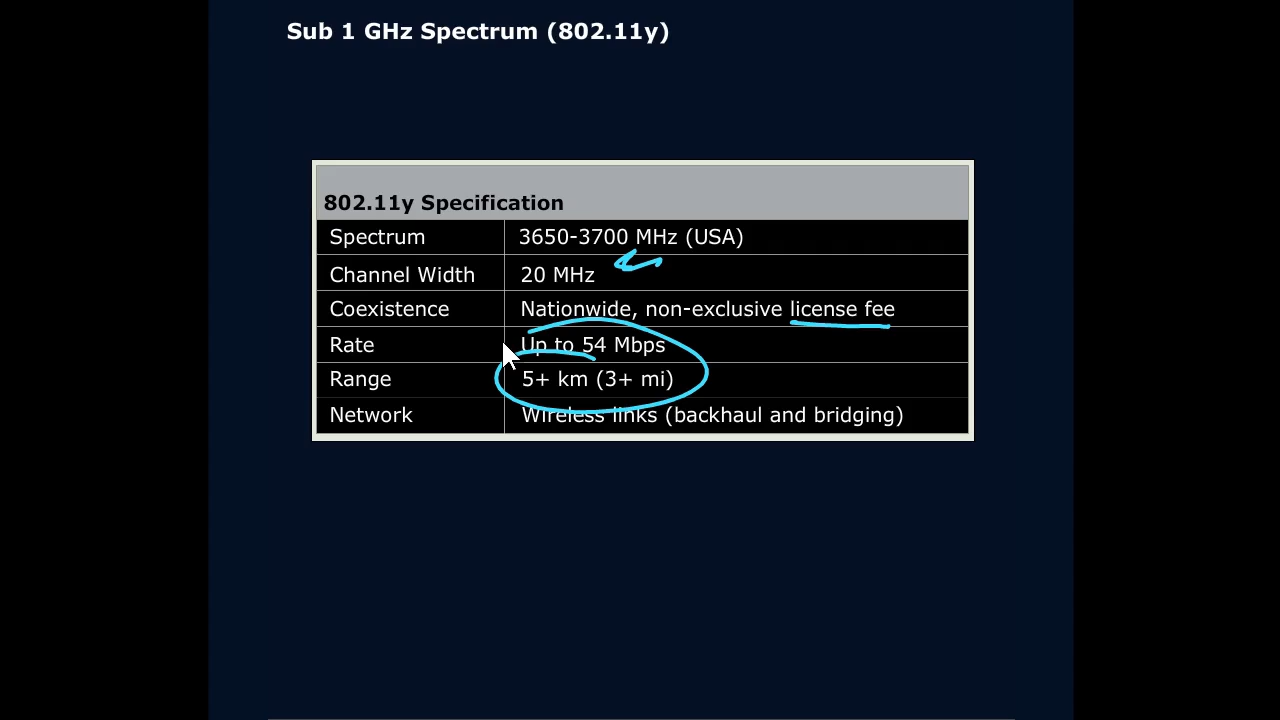 Sub 1 GHz Spectrum (802.11y)
802.11y Specification
Spectrum 3650-3700 MHz (USA)
Channel Width 20 MHz
Coexistence Nationwide, non-exclusive license fee
Rate Up to 54 Mbps
Range 5+ km (3+ mi)
Network Wireless links (backhaul and bridging)